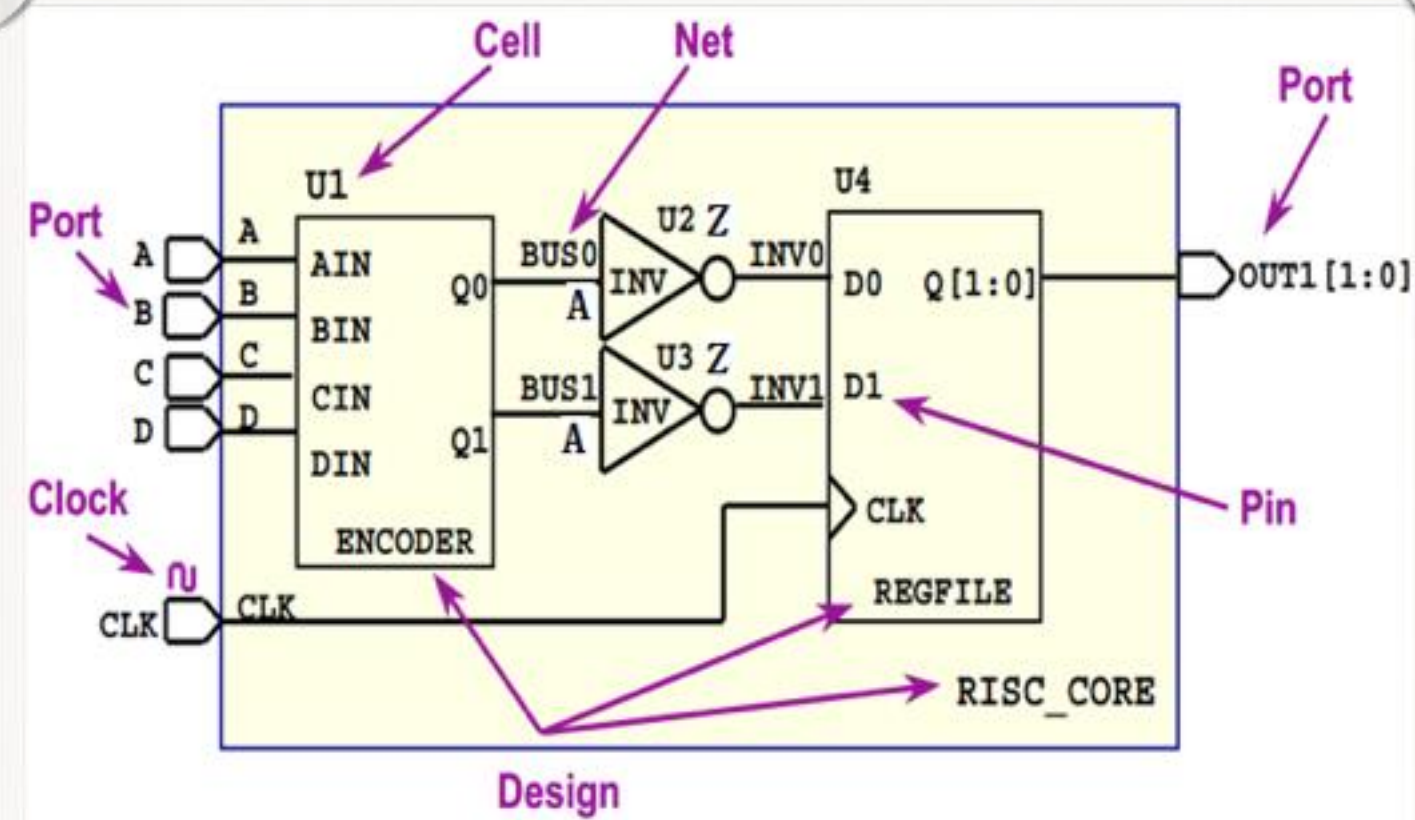 Cell
Net
Port
U1
U4
Port
A
A
AIN
BUS0
U2 Z
INV
INV0
D0
Q[1:0]
OUT1[1:0]
Q0
A
B
B
BIN
C
C
CIN
U3 Z
BUS1
INV
INV1
D1
D
D
DIN
Q1
A
Clock
Pin
CLK
ENCODER
REGFILE
CLK
CLK
RISC_CORE
Design